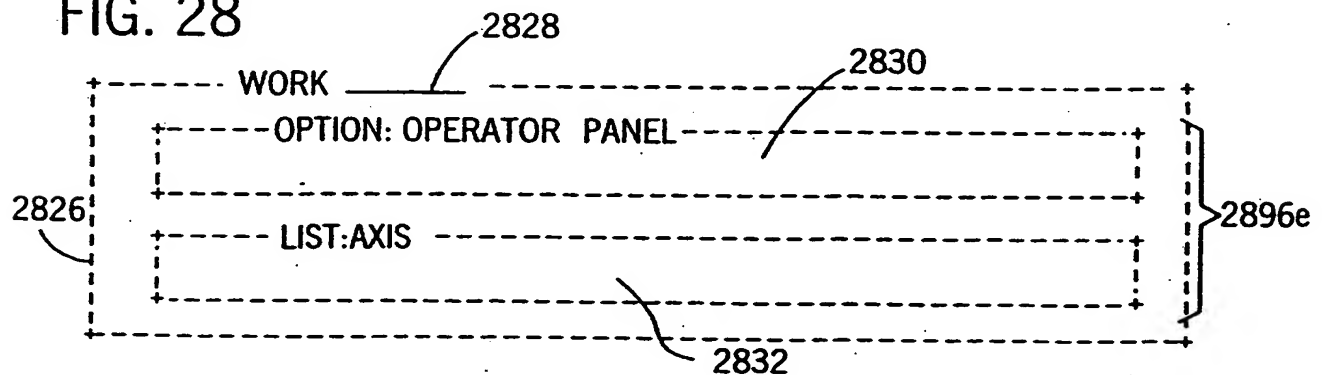 FIG. 28
2828
2830
WORK
OPTION: OPERATOR PANEL
2826
2896e
LIST:AXIS
2832